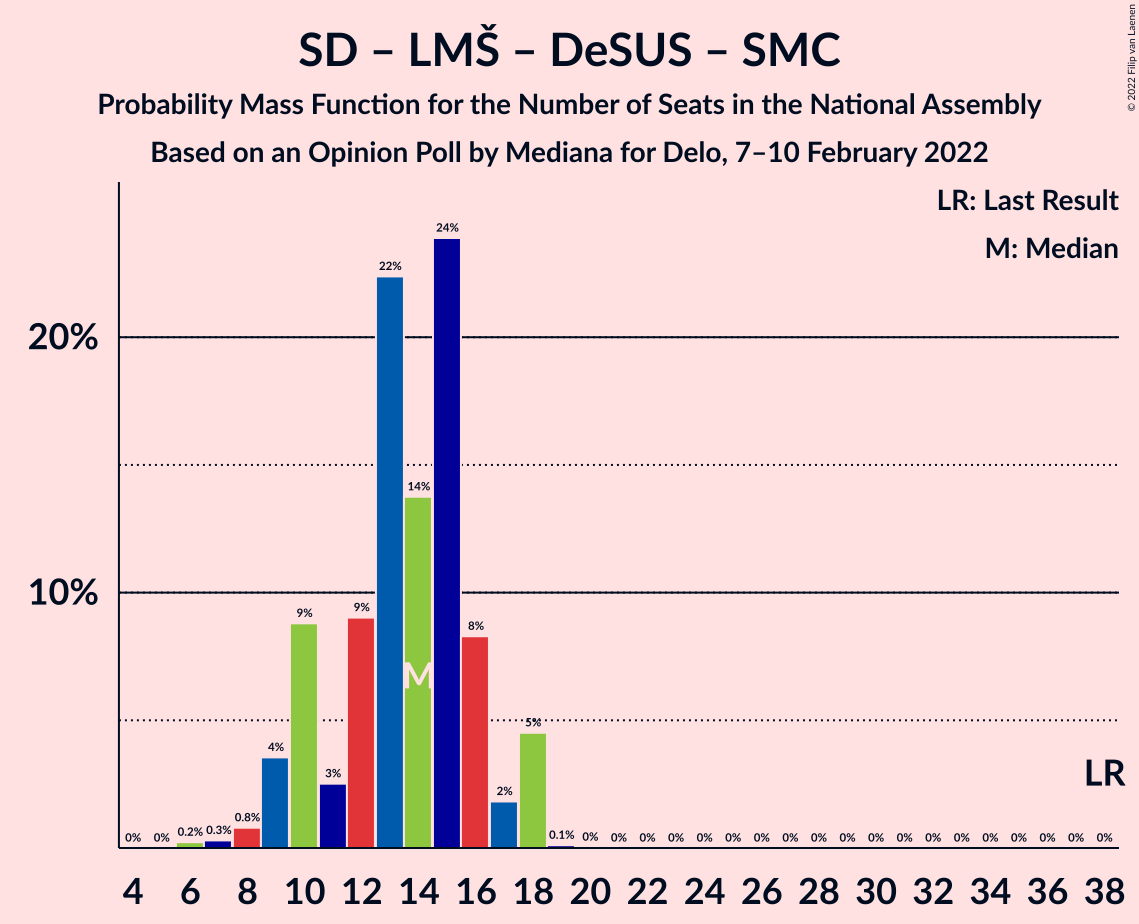 SD – LMŠ – DeSUS – SMC
Probability Mass Function for the Number of Seats in the National Assembly
Based on an Opinion Poll by Mediana for Delo, 7–10 February 2022
© 2022 Filip van Laenen
LR: Last Result
M: Median
20%
10%
0% 0% 0.2% 0.3% 0.8% 4% 9% 3% 9% 22% 14% 24% 8% 2% 5% 0.1% 0% 0% 0% 0% 0% 0% 0% 0% 0% 0% 0% 0% 0% 0% 0% 0% 0% 0% 0%
M
LR
4 6 8 10 12 14 16 18 20 22 24 26 28 30 32 34 36 38